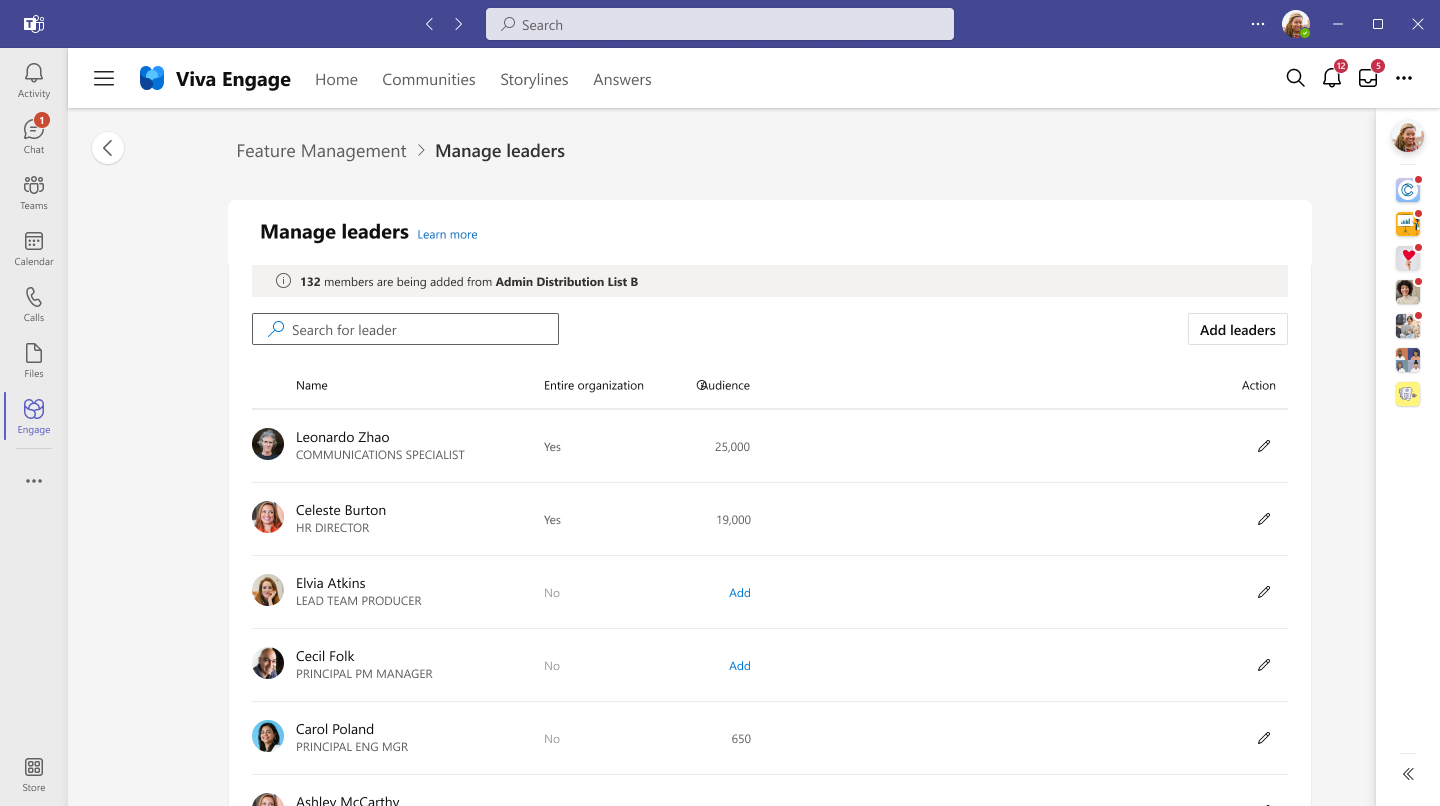 Search
Activity
1
Chat
Teams
Calendar
Calls
Files
Engage
Store
Viva Engage
Home
Communities
Storylines
Answers
12
5
Feature Management > Manage leaders
Manage leaders Learn more
132 members are being added from Admin Distribution List B
Search for leader
Add leaders
Name Entire organization Audience Action
Leonardo Zhao
COMMUNICATIONS SPECIALIST
Yes 25,000
Celeste Burton
HR DIRECTOR
Yes 19,000
Elvia Atkins
LEAD TEAM PRODUCER
No Add
Cecil Folk
PRINCIPAL PM MANAGER
No Add
Carol Poland
PRINCIPAL ENG MGR
No 650
Ashley McCarthy